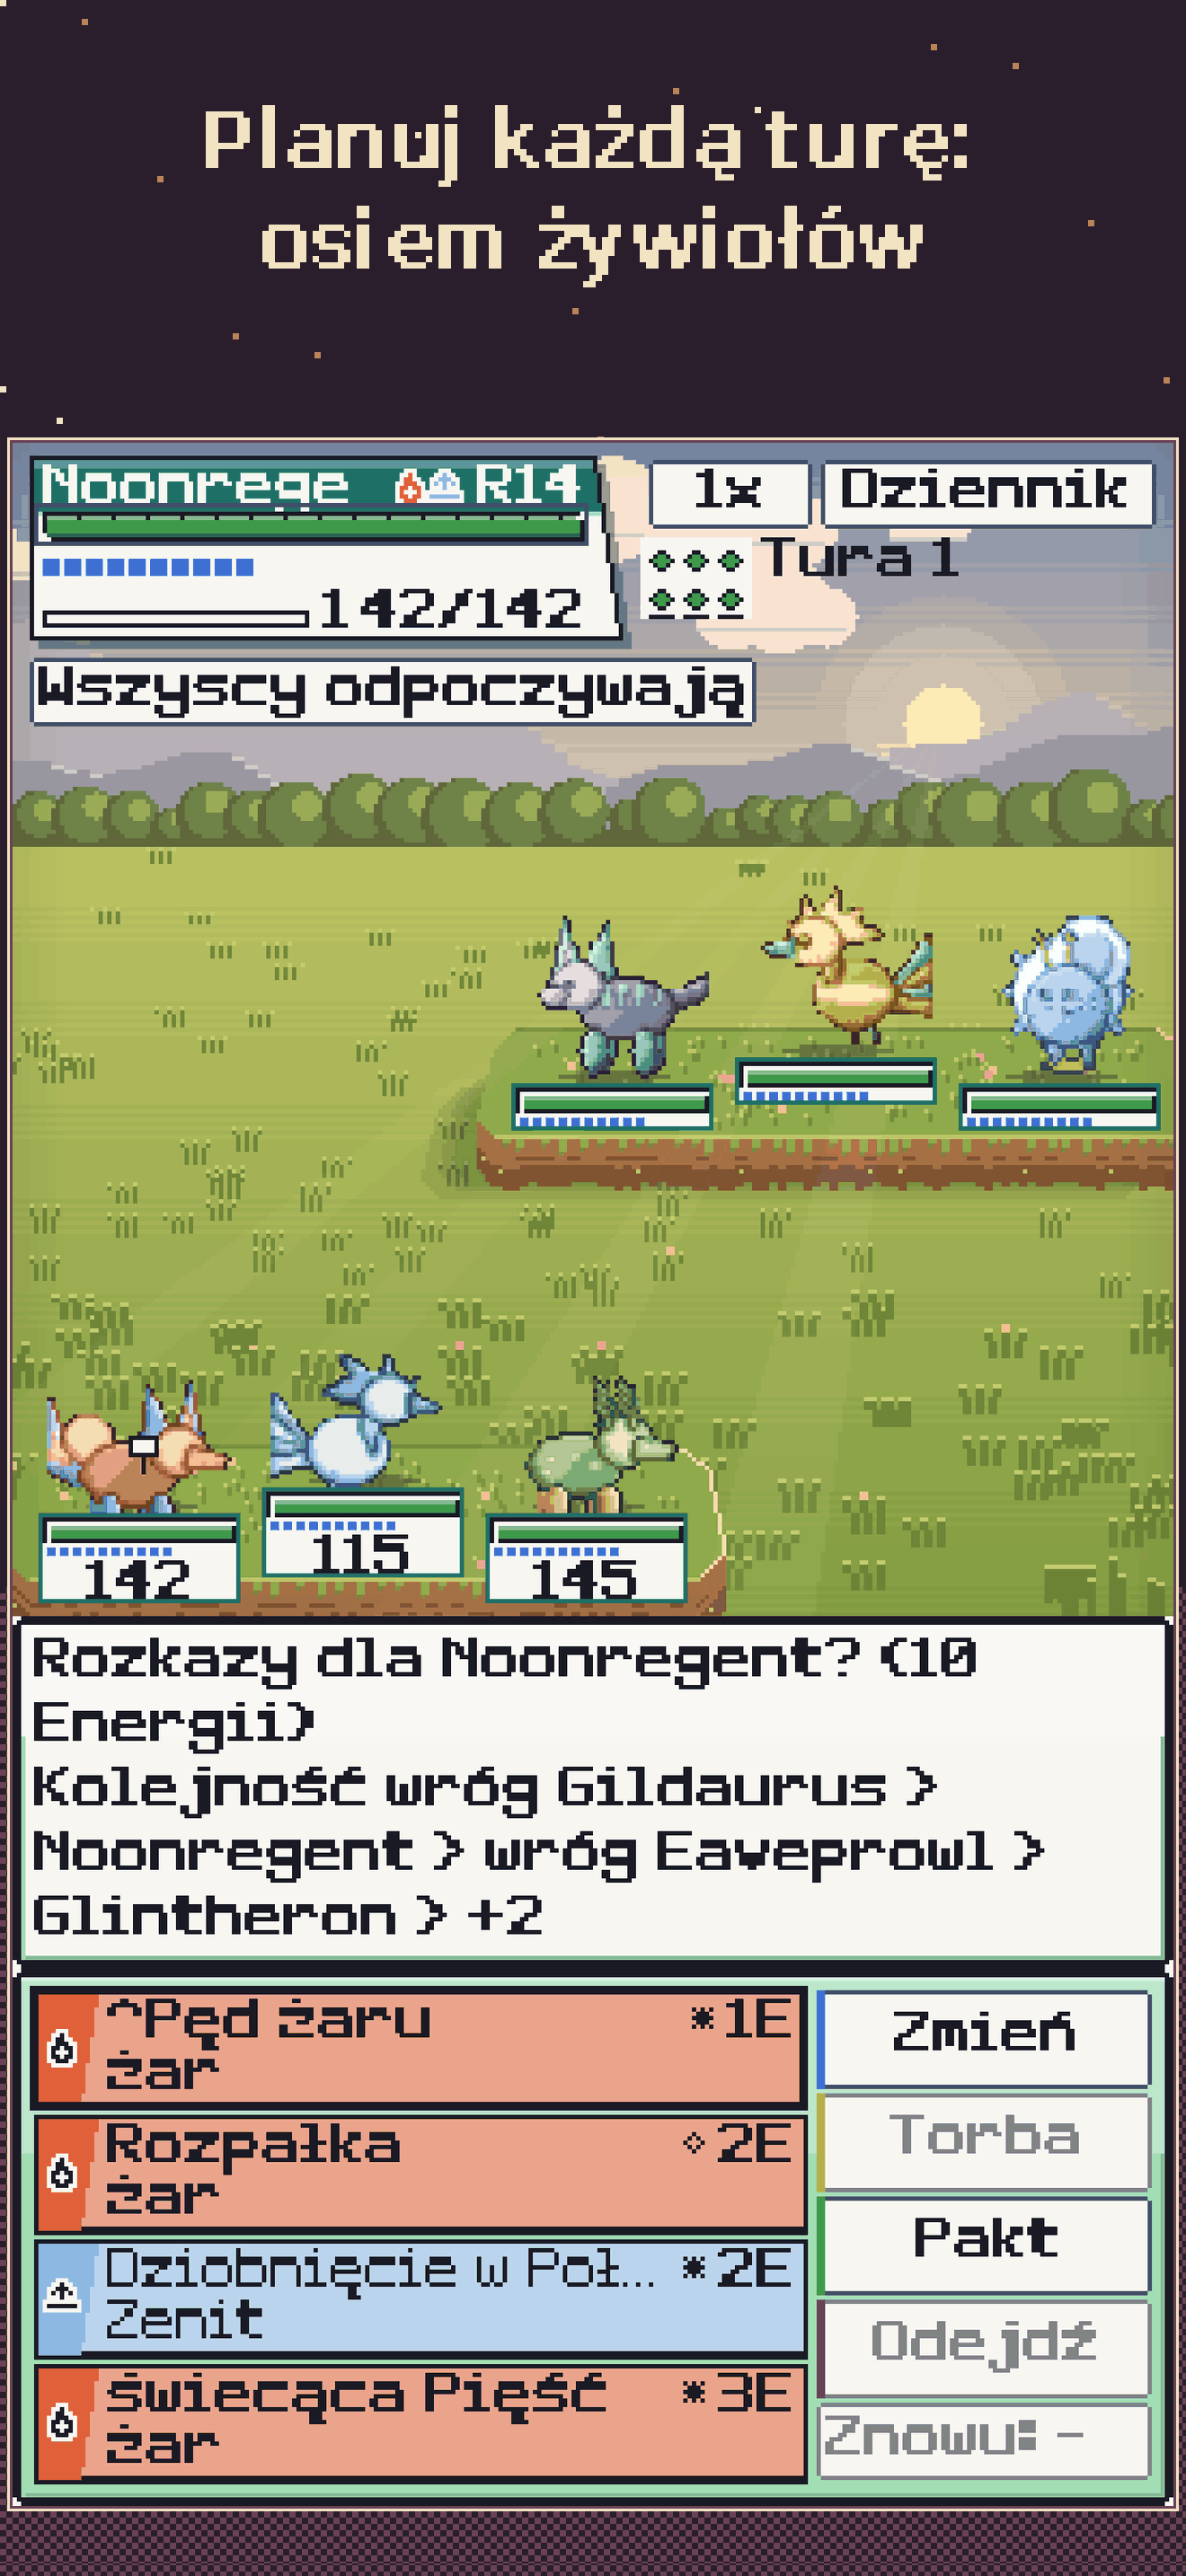 Planuj każdą turę:
osiem żywiołów
Noonrege R14
1x
Dziennik
Tura 1
142/142
Wszyscy odpoczywają
142
115
145
Rozkazy dla Noonregent? (10
Energii)
Kolejność wróg Gildaurus >
Noonregent > wróg Eaveprowl >
Glintheron > +2
^Pęd żaru *1E
żar
Rozpałka ◇2E
żar
Dziobnięcie w Poł... *2E
Zenit
świecąca Pięść *3E
żar
Zmień
Torba
Pakt
Odejdź
Znowu: -